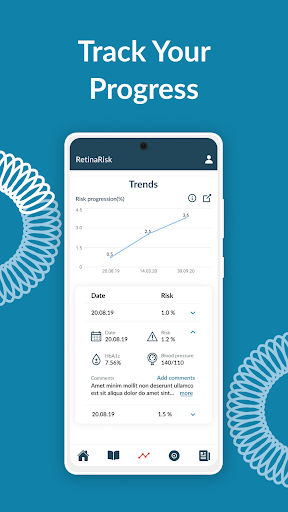 Track Your
Progress
RetinaRisk
Trends
Risk progression(%)
4.5
3.0
1.5
0
0.5
2.5
3.5
20.08.19
14.03.20
30.09.20
Date
Risk
20.08.19
1.0 %
Date
20.08.19
Risk
1.2 %
HbA1c
7.56%
Blood pressure
140/110
Comments
Add comments
Amet minim mollit non deserunt ullamco
est sit aliqua dolor do amet sint... more
20.08.19
1.5 %